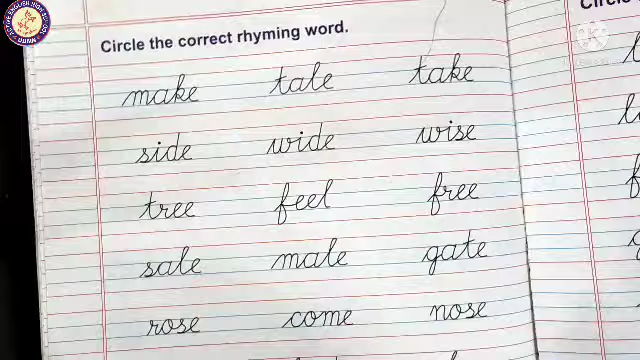 Circle the correct rhyming word.
make tale take
side wide wise
tree feel free
sale male gate
rose come nose